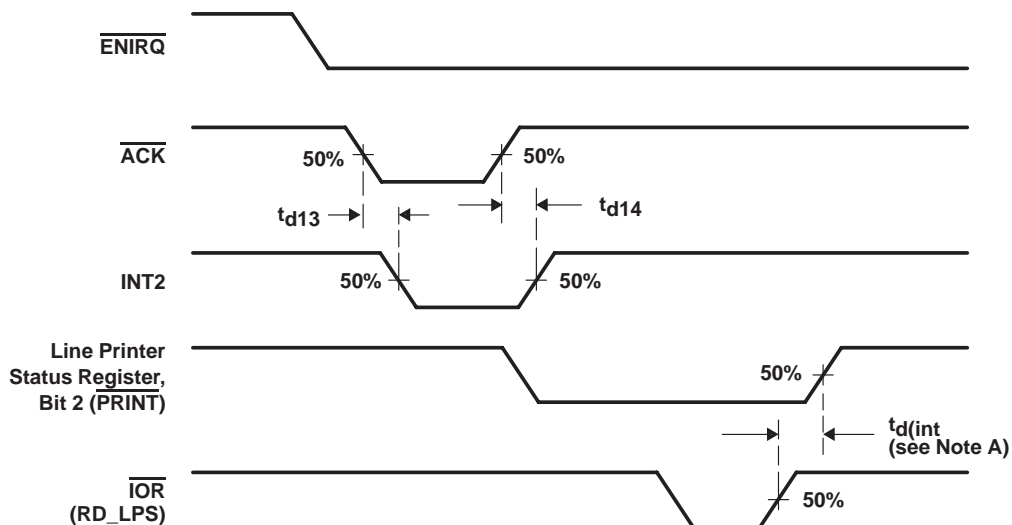 ENIRQ
ACK
50%
50%
td13
td14
INT2
50%
50%
Line Printer
Status Register,
Bit 2 (PRINT)
50%
td(int
(see Note A)
IOR
(RD_LPS)
50%